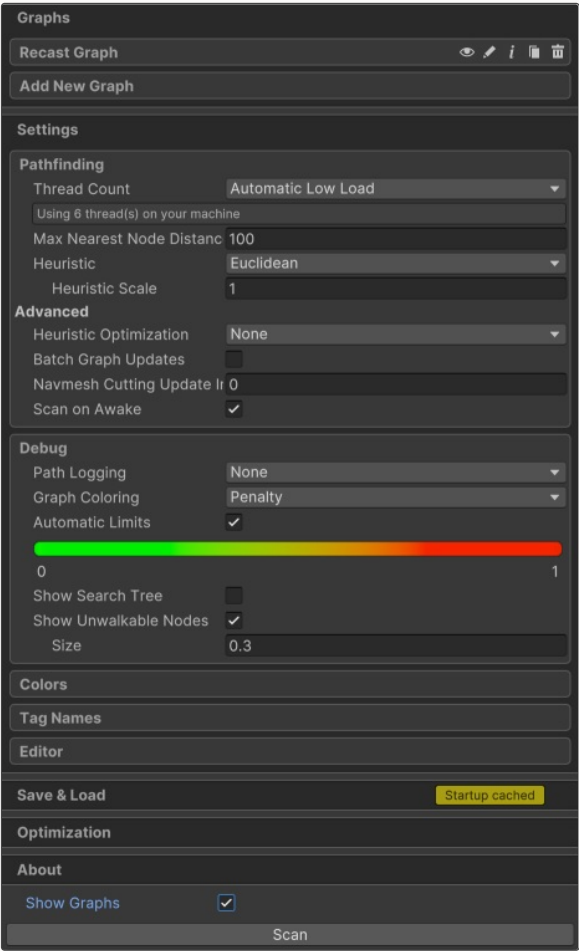 Graphs
Recast Graph
Add New Graph
Settings
Pathfinding
Thread Count Automatic Low Load
Using 6 thread(s) on your machine
Max Nearest Node Distanc 100
Heuristic Euclidean
Heuristic Scale 1
Advanced
Heuristic Optimization None
Batch Graph Updates
Navmesh Cutting Update Ir 0
Scan on Awake
Debug
Path Logging None
Graph Coloring Penalty
Automatic Limits
0 1
Show Search Tree
Show Unwalkable Nodes
Size 0.3
Colors
Tag Names
Editor
Save & Load Startup cached
Optimization
About
Show Graphs
Scan